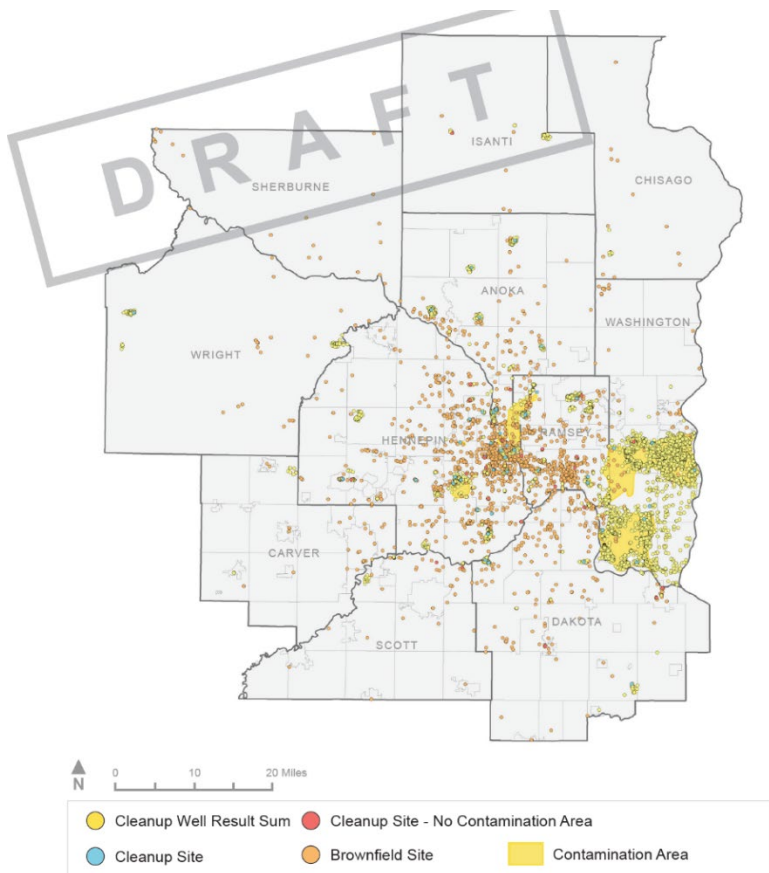 DRAFT
ISANTI
SHERBURNE
CHISAGO
ANOKA
WASHINGTON
WRIGHT
HENNEPIN
RAMSEY
CARVER
SCOTT
DAKOTA
N
0 10 20 Miles
Cleanup Well Result Sum
Cleanup Site - No Contamination Area
Cleanup Site
Brownfield Site
Contamination Area